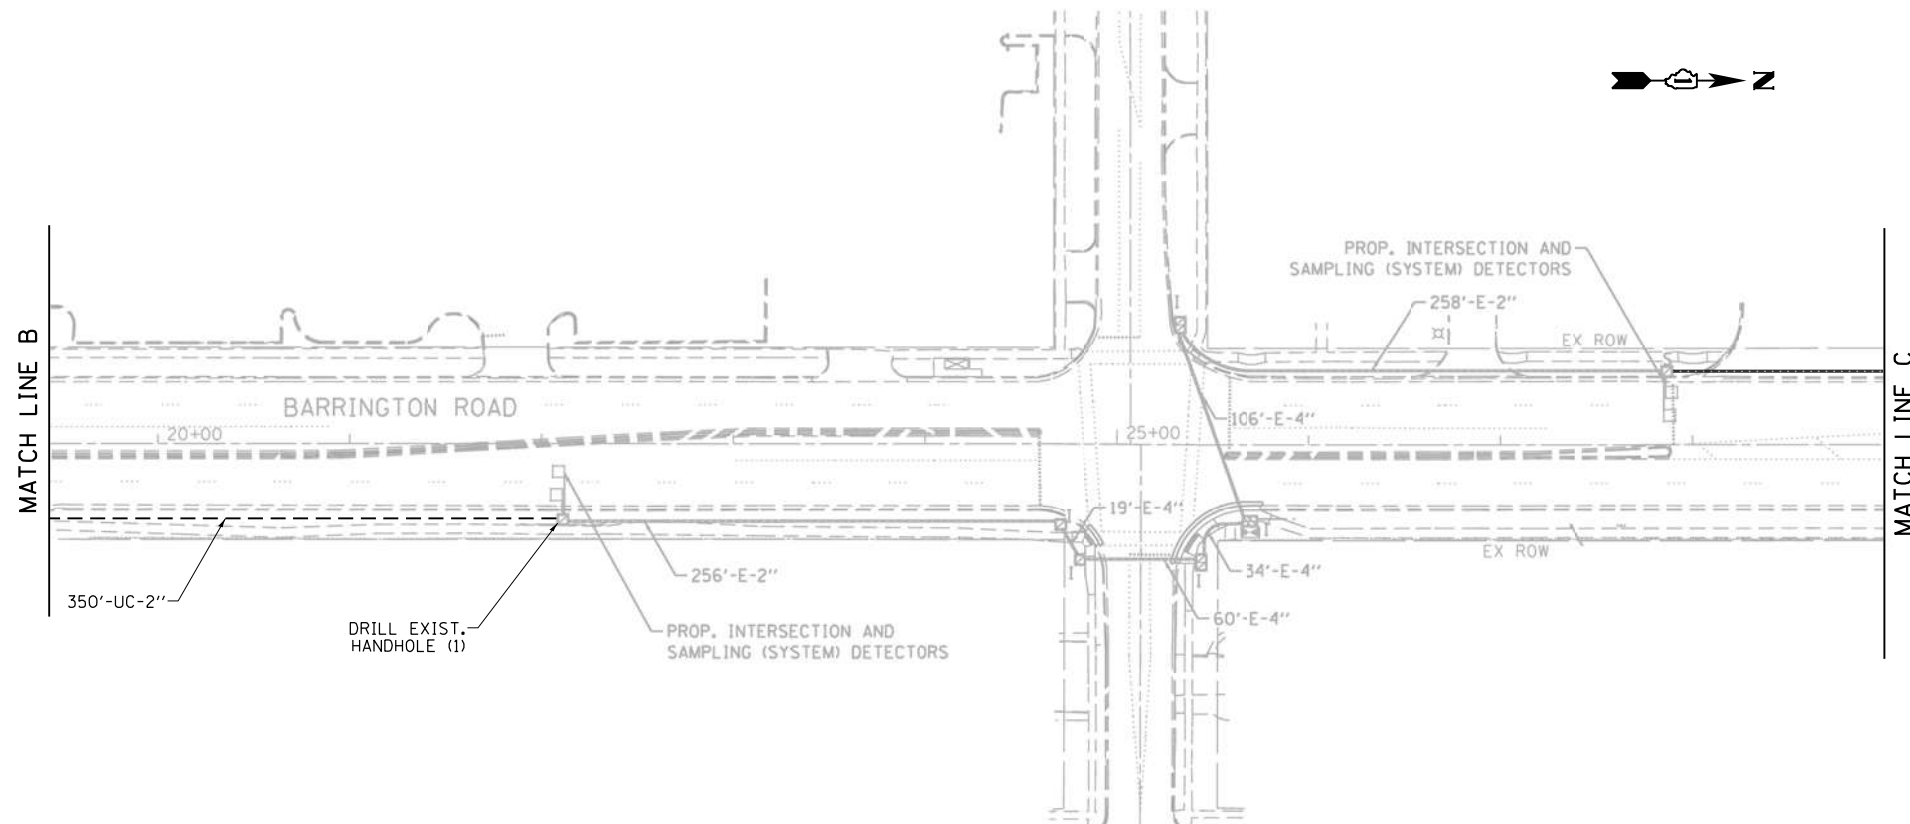 N
PROP. INTERSECTION AND
SAMPLING (SYSTEM) DETECTORS
258'-E-2"
EX ROW
MATCH LINE B
MATCH LINE C
BARRINGTON ROAD
106'-E-4"
20+00
25+00
19'-E-4"
I
I
I
I
I
EX ROW
256'-E-2"
34'-E-4"
350'-UC-2"
60'-E-4"
DRILL EXIST.
HANDHOLE (1)
PROP. INTERSECTION AND
SAMPLING (SYSTEM) DETECTORS